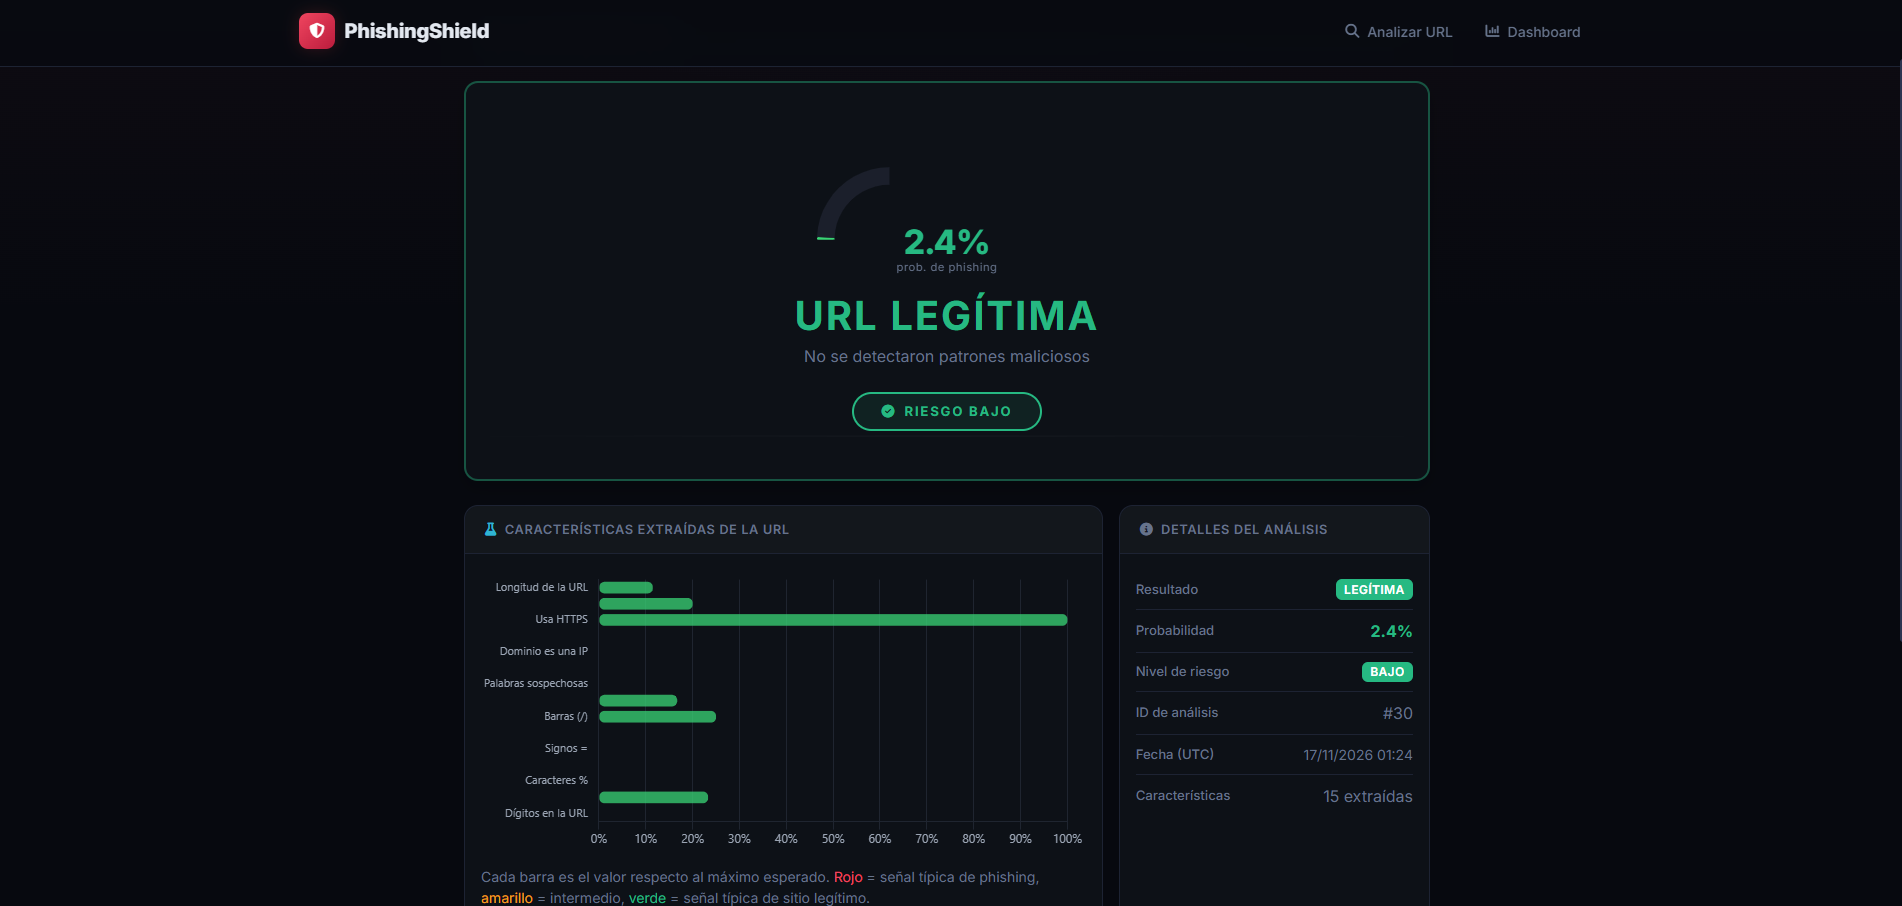 PhishingShield
Analizar URL
Dashboard
2.4%
prob. de phishing
URL LEGÍTIMA
No se detectaron patrones maliciosos
RIESGO BAJO
CARACTERÍSTICAS EXTRAÍDAS DE LA URL
Longitud de la URL
Usa HTTPS
Dominio es una IP
Palabras sospechosas
Barras (/)
Signos =
Caracteres %
Dígitos en la URL
0% 10% 20% 30% 40% 50% 60% 70% 80% 90% 100%
Cada barra es el valor respecto al máximo esperado. Rojo = señal típica de phishing,
amarillo = intermedio, verde = señal típica de sitio legítimo.
DETALLES DEL ANÁLISIS
Resultado LEGÍTIMA
Probabilidad 2.4%
Nivel de riesgo BAJO
ID de análisis #30
Fecha (UTC) 17/11/2026 01:24
Características 15 extraídas